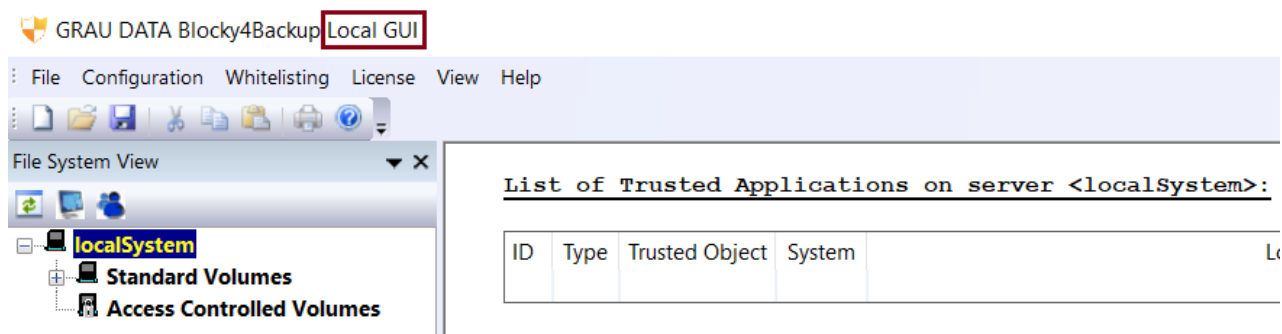 GRAU DATA Blocky4Backup Local GUI
File Configuration Whitelisting License View Help
File System View
List of Trusted Applications on server <localSystem>:
localSystem
Standard Volumes
Access Controlled Volumes
ID Type Trusted Object System